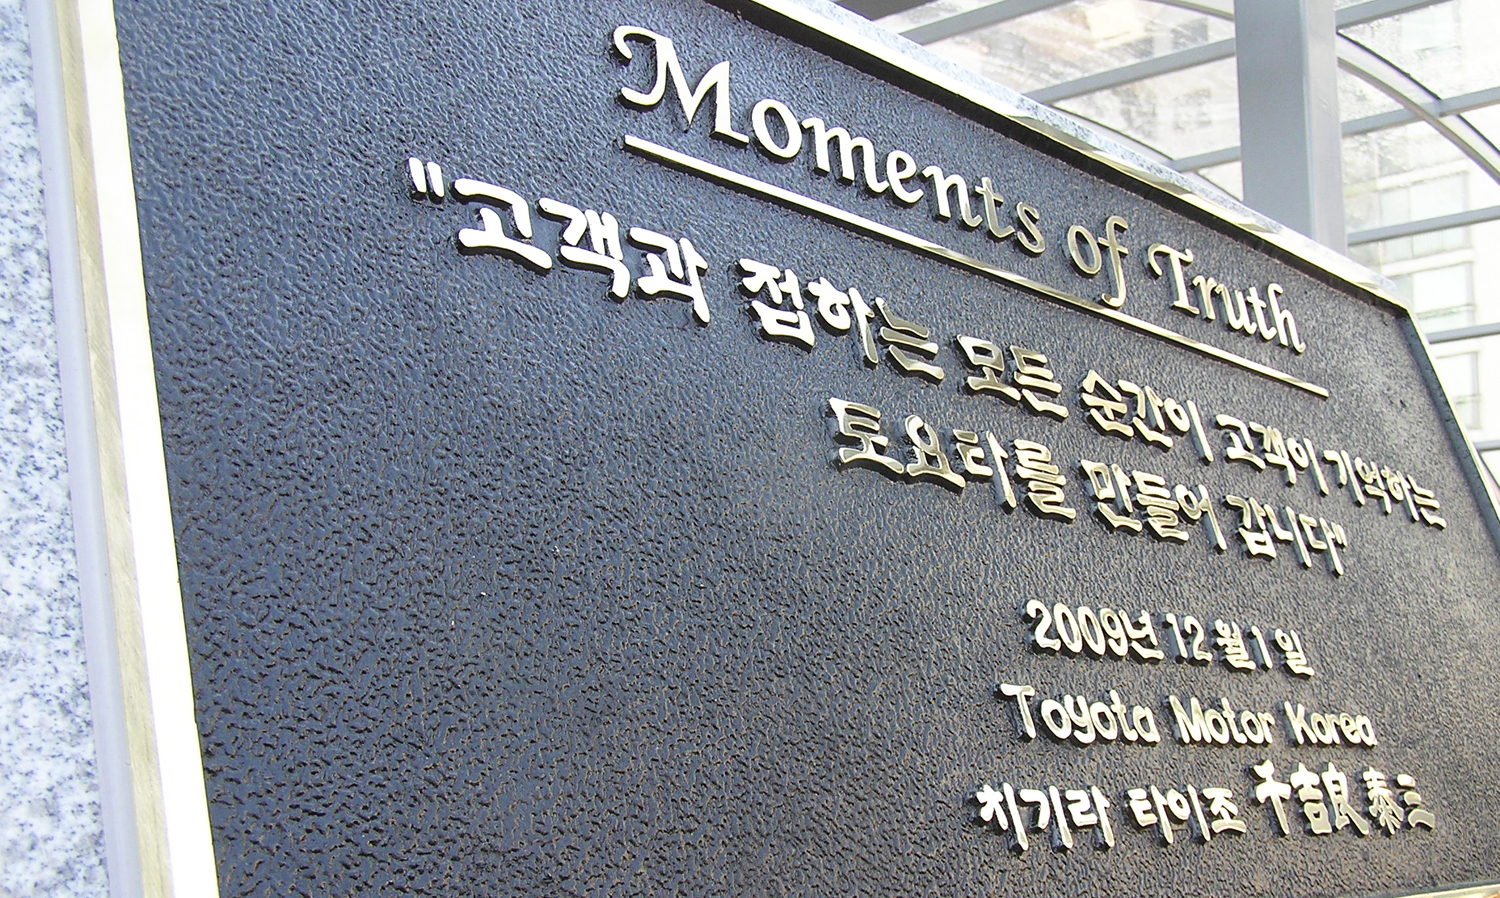 Moments of Truth
"고객과 접하는 모든 순간이 고객이 기억하는
토요타를 만들어 갑니다"
2009년 12월 1일
Toyota Motor Korea
치기라 타이조 千吉良 泰三